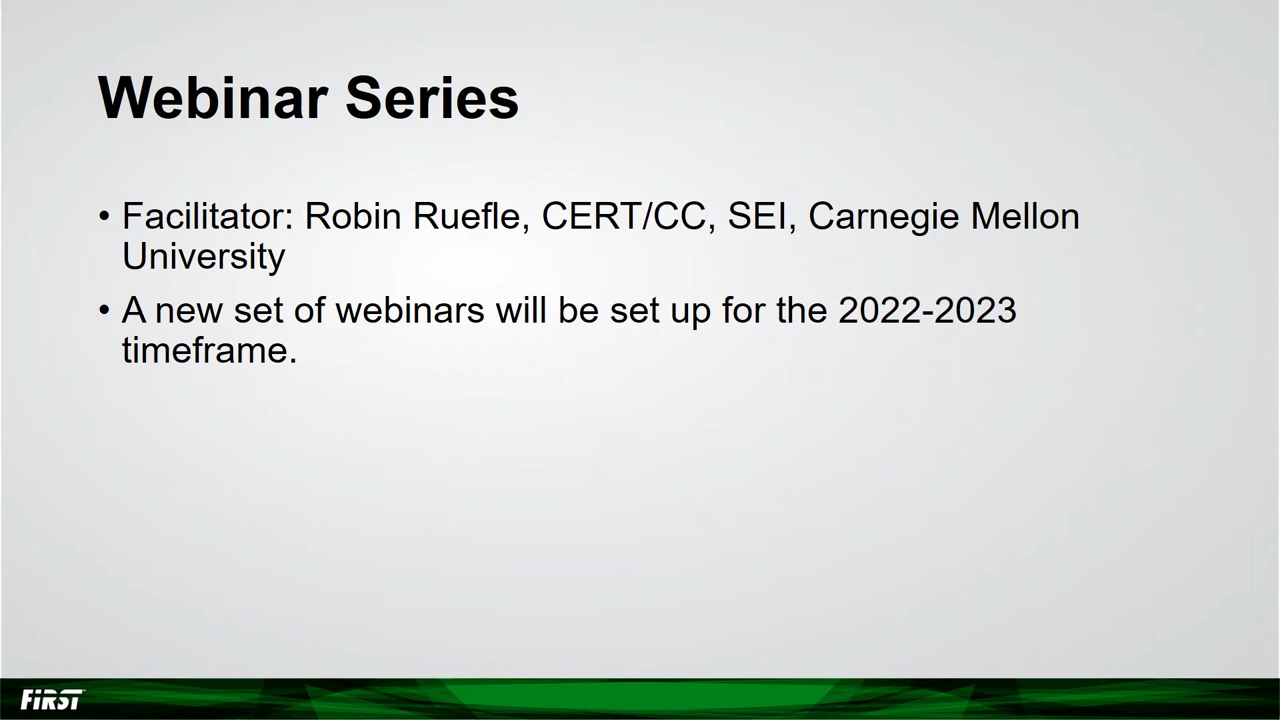 Webinar Series
• Facilitator: Robin Ruefle, CERT/CC, SEI, Carnegie Mellon
University
• A new set of webinars will be set up for the 2022-2023
timeframe.
FiRST